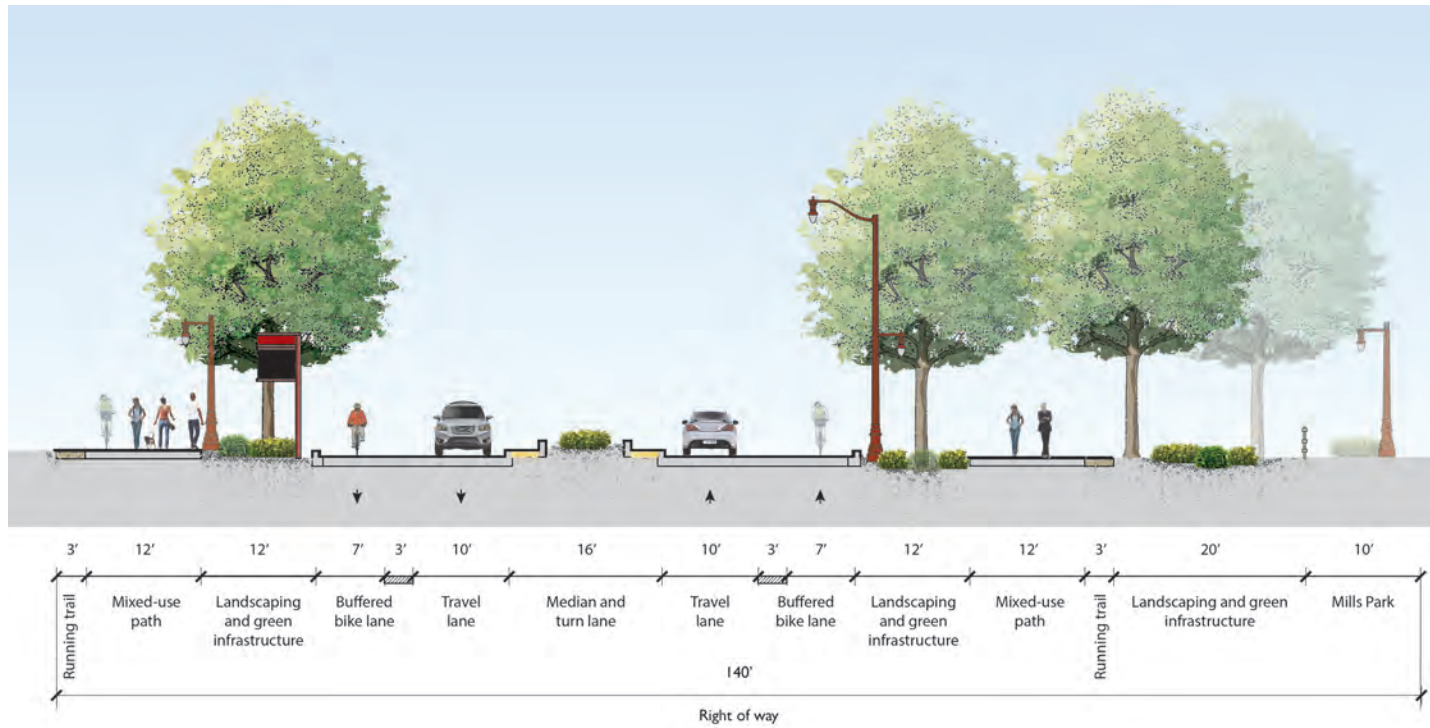 3' 12' 12' 7' 3' 10' 16' 10' 3' 7' 12' 12' 3' 20' 10'
Running trail
Mixed-use
path
Landscaping
and green
infrastructure
Buffered
bike lane
Travel
lane
Median and
turn lane
Travel
lane
Buffered
bike lane
Landscaping
and green
infrastructure
Mixed-use
path
Running trail
Landscaping and green
infrastructure
Mills Park
140'
Right of way